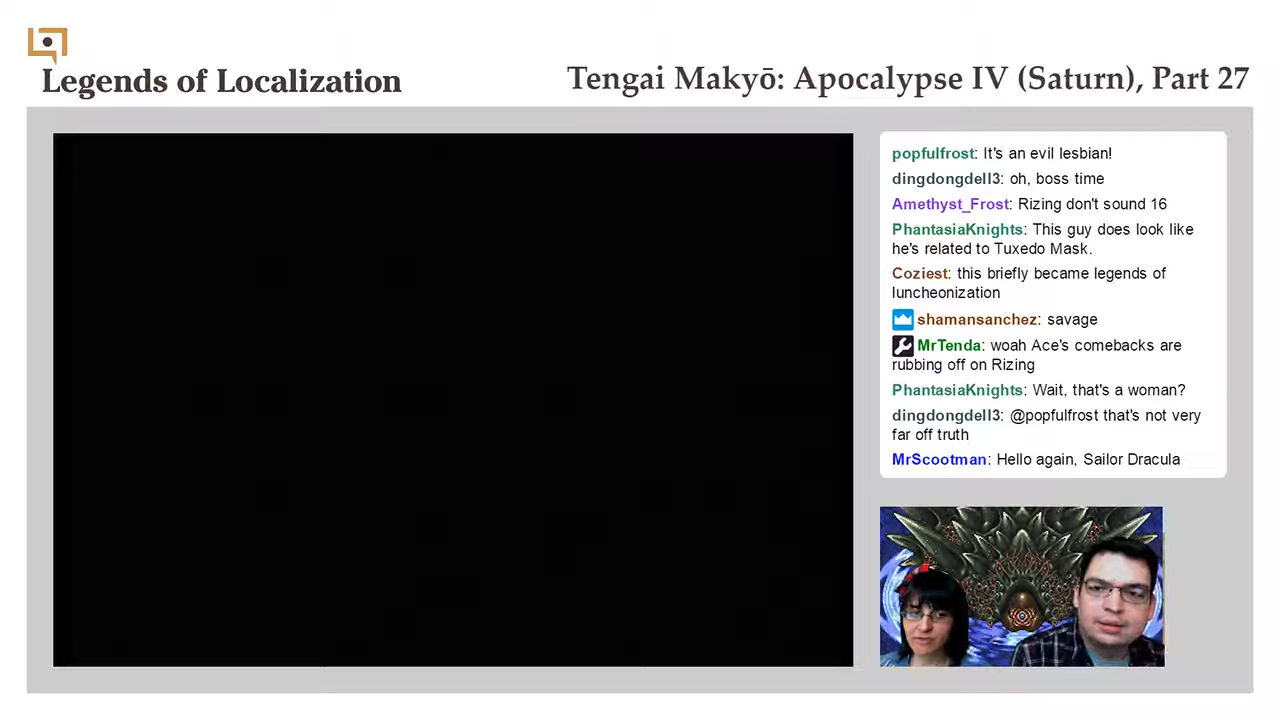 Legends of Localization
Tengai Makyō: Apocalypse IV (Saturn), Part 27
popfulfrost: It's an evil lesbian!
dingdongdell3: oh, boss time
Amethyst_Frost: Rizing don't sound 16
PhantasiaKnights: This guy does look like
he's related to Tuxedo Mask.
Coziest: this briefly became legends of
luncheonization
shamansanchez: savage
MrTenda: woah Ace's comebacks are
rubbing off on Rizing
PhantasiaKnights: Wait, that's a woman?
dingdongdell3: @popfulfrost that's not very
far off truth
MrScootman: Hello again, Sailor Dracula